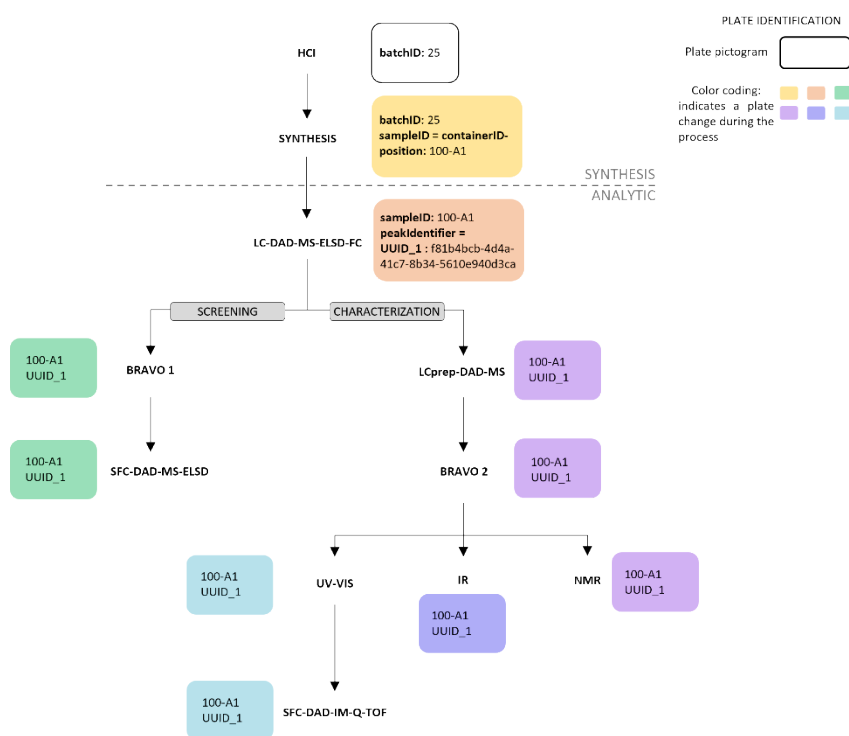 PLATE IDENTIFICATION
HCI
batchID: 25
Plate pictogram
Color coding:
indicates a plate
change during the
process
batchID: 25
sampleID = containerID-
position: 100-A1
SYNTHESIS
SYNTHESIS
ANALYTIC
sampleID: 100-A1
peakIdentifier =
UUID_1 : f81b4bcb-4d4a-
41c7-8b34-5610e940d3ca
LC-DAD-MS-ELSD-FC
SCREENING
CHARACTERIZATION
100-A1
UUID_1
BRAVO 1
LCprep-DAD-MS
100-A1
UUID_1
100-A1
UUID_1
SFC-DAD-MS-ELSD
BRAVO 2
100-A1
UUID_1
100-A1
UUID_1
UV-VIS
IR
100-A1
UUID_1
NMR
100-A1
UUID_1
100-A1
UUID_1
SFC-DAD-IM-Q-TOF